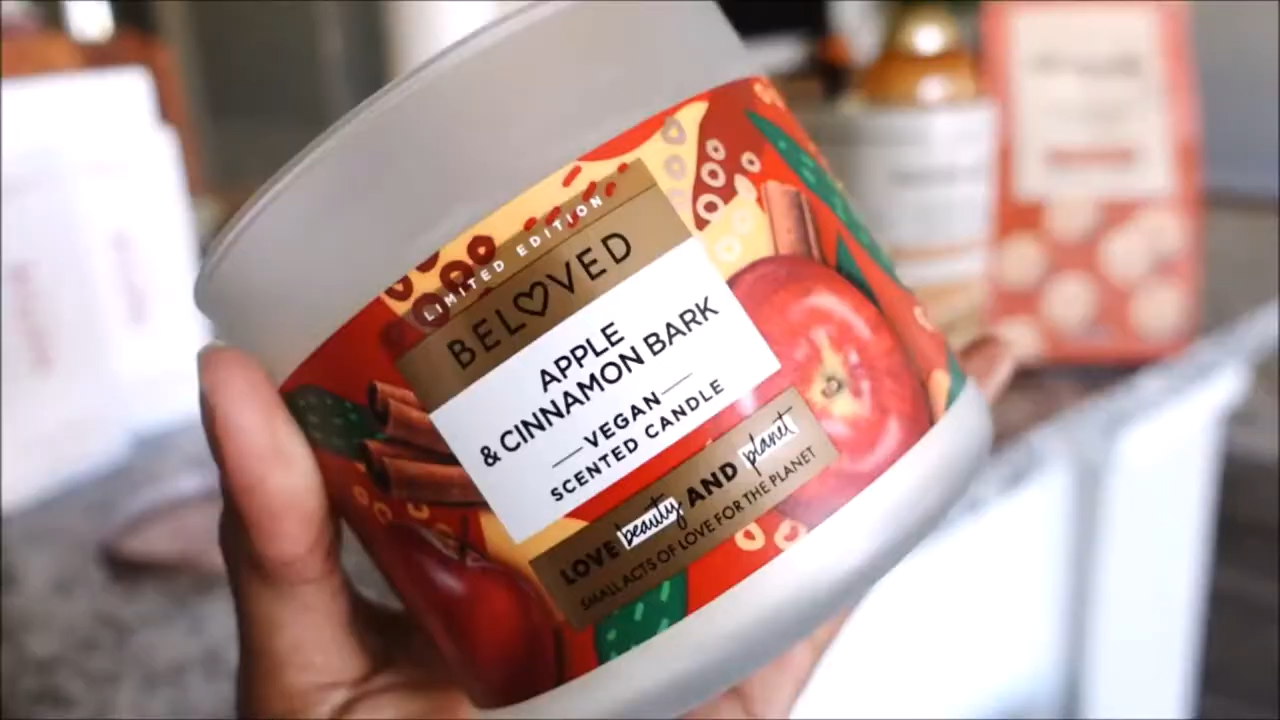 LIMITED EDITION
BELOVED
APPLE
& CINNAMON BARK
VEGAN
SCENTED CANDLE
LOVE beauty AND planet
SMALL ACTS OF LOVE FOR THE PLANET